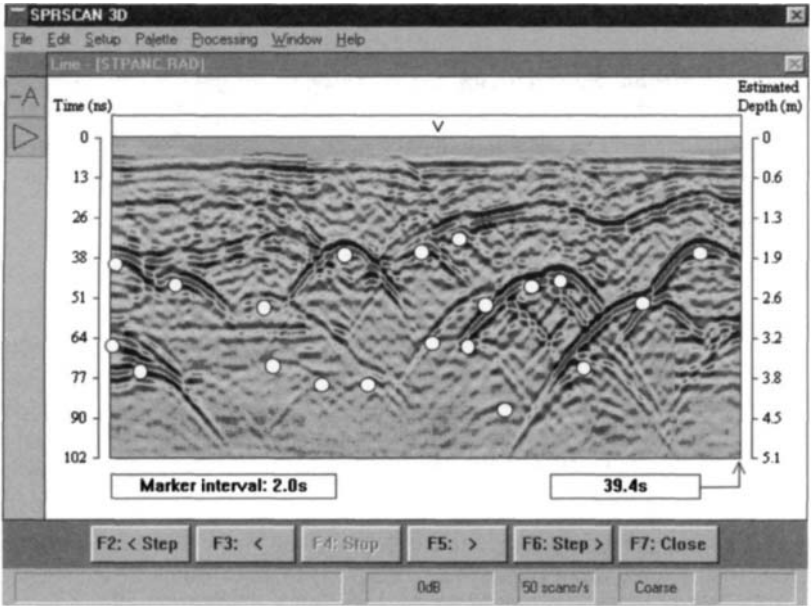 SPRSCAN 3D
File Edit Setup Palette Processing Window Help
Line - [STPANC.RAD]
-A
Time (ns)
Estimated
Depth (m)
0 0
13 0.6
26 1.3
38 1.9
51 2.6
64 3.2
77 3.8
90 4.5
102 5.1
Marker interval: 2.0s 39.4s
F2: < Step F3: < F4: Stop F5: > F6: Step > F7: Close
0dB 50 scans/s Coarse